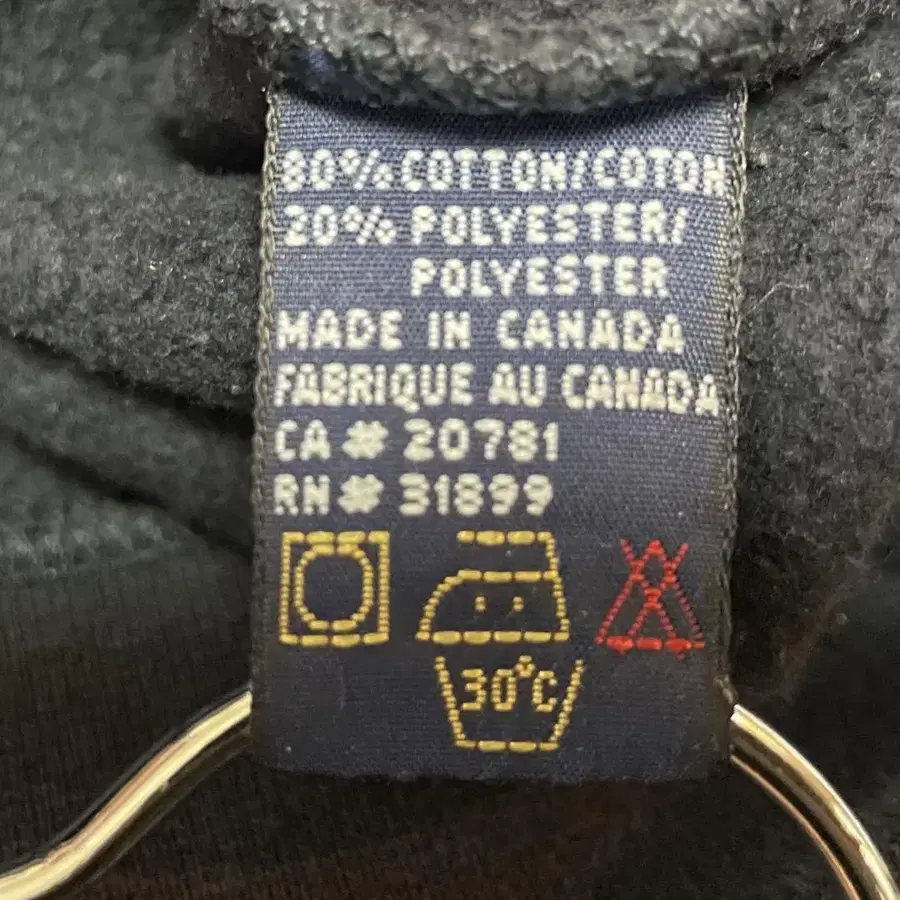 80% COTTON/COTON
20% POLYESTER/
POLYESTER
MADE IN CANADA
FABRIQUE AU CANADA
CA # 20781
RN # 31899
30°C